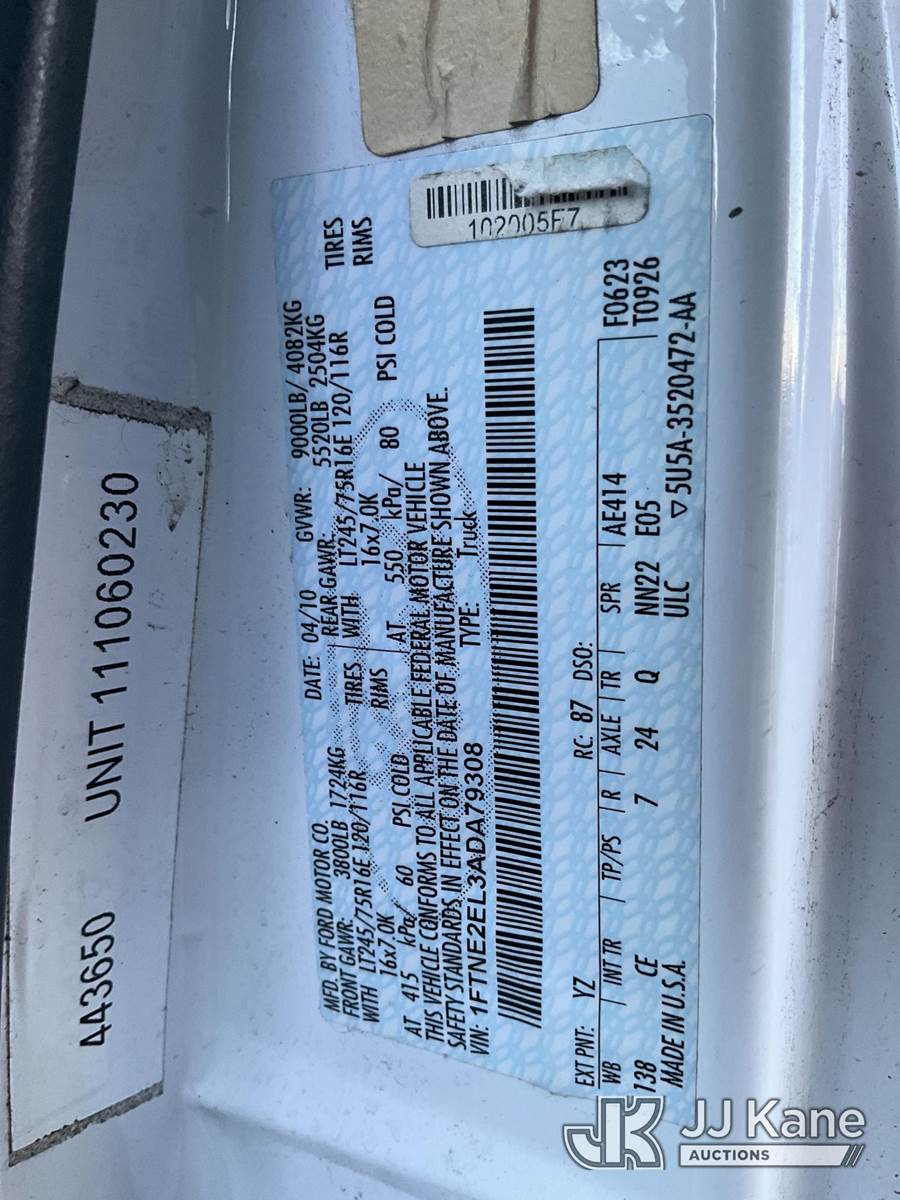 443650 UNIT 11060230
102005F7
MFD. BY FORD MOTOR CO. DATE: 04/10 GVWR: 9000LB/ 4082KG
FRONT GAWR: 3800LB 1724KG REAR GAWR: 5520LB 2504KG
WITH LT245/75R16E 120/116R TIRES WITH LT245/75R16E 120/116R TIRES
16x7.0K RIMS 16x7.0K RIMS
AT 415 kPa/ 60 PSI COLD AT 550 kPa/ 80 PSI COLD
THIS VEHICLE CONFORMS TO ALL APPLICABLE FEDERAL MOTOR VEHICLE
SAFETY STANDARDS IN EFFECT ON THE DATE OF MANUFACTURE SHOWN ABOVE.
VIN: 1FTNE2EL3ADA79308 TYPE: Truck
EXT PNT: YZ RC: 87 DSO: F0623
WB INT TR TP/PS R AXLE TR SPR AE414 T0926
138 CE 7 24 Q NN22 E05
MADE IN U.S.A. ULC ▽5U5A-3520472-AA
JK JJ Kane
AUCTIONS